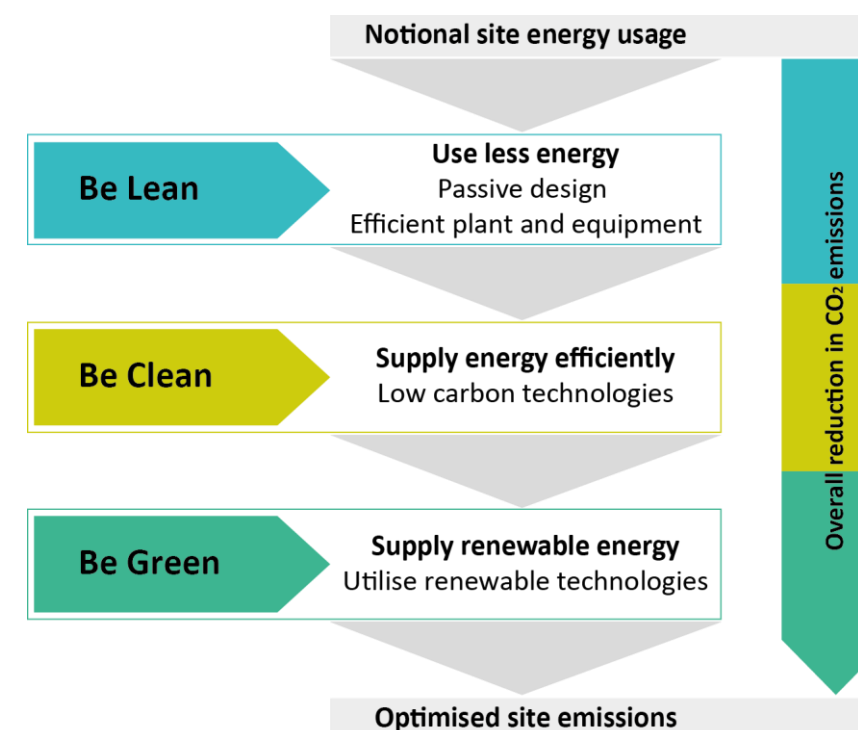 Notional site energy usage
Be Lean
Use less energy
Passive design
Efficient plant and equipment
Be Clean
Supply energy efficiently
Low carbon technologies
Be Green
Supply renewable energy
Utilise renewable technologies
Optimised site emissions
Overall reduction in CO₂ emissions